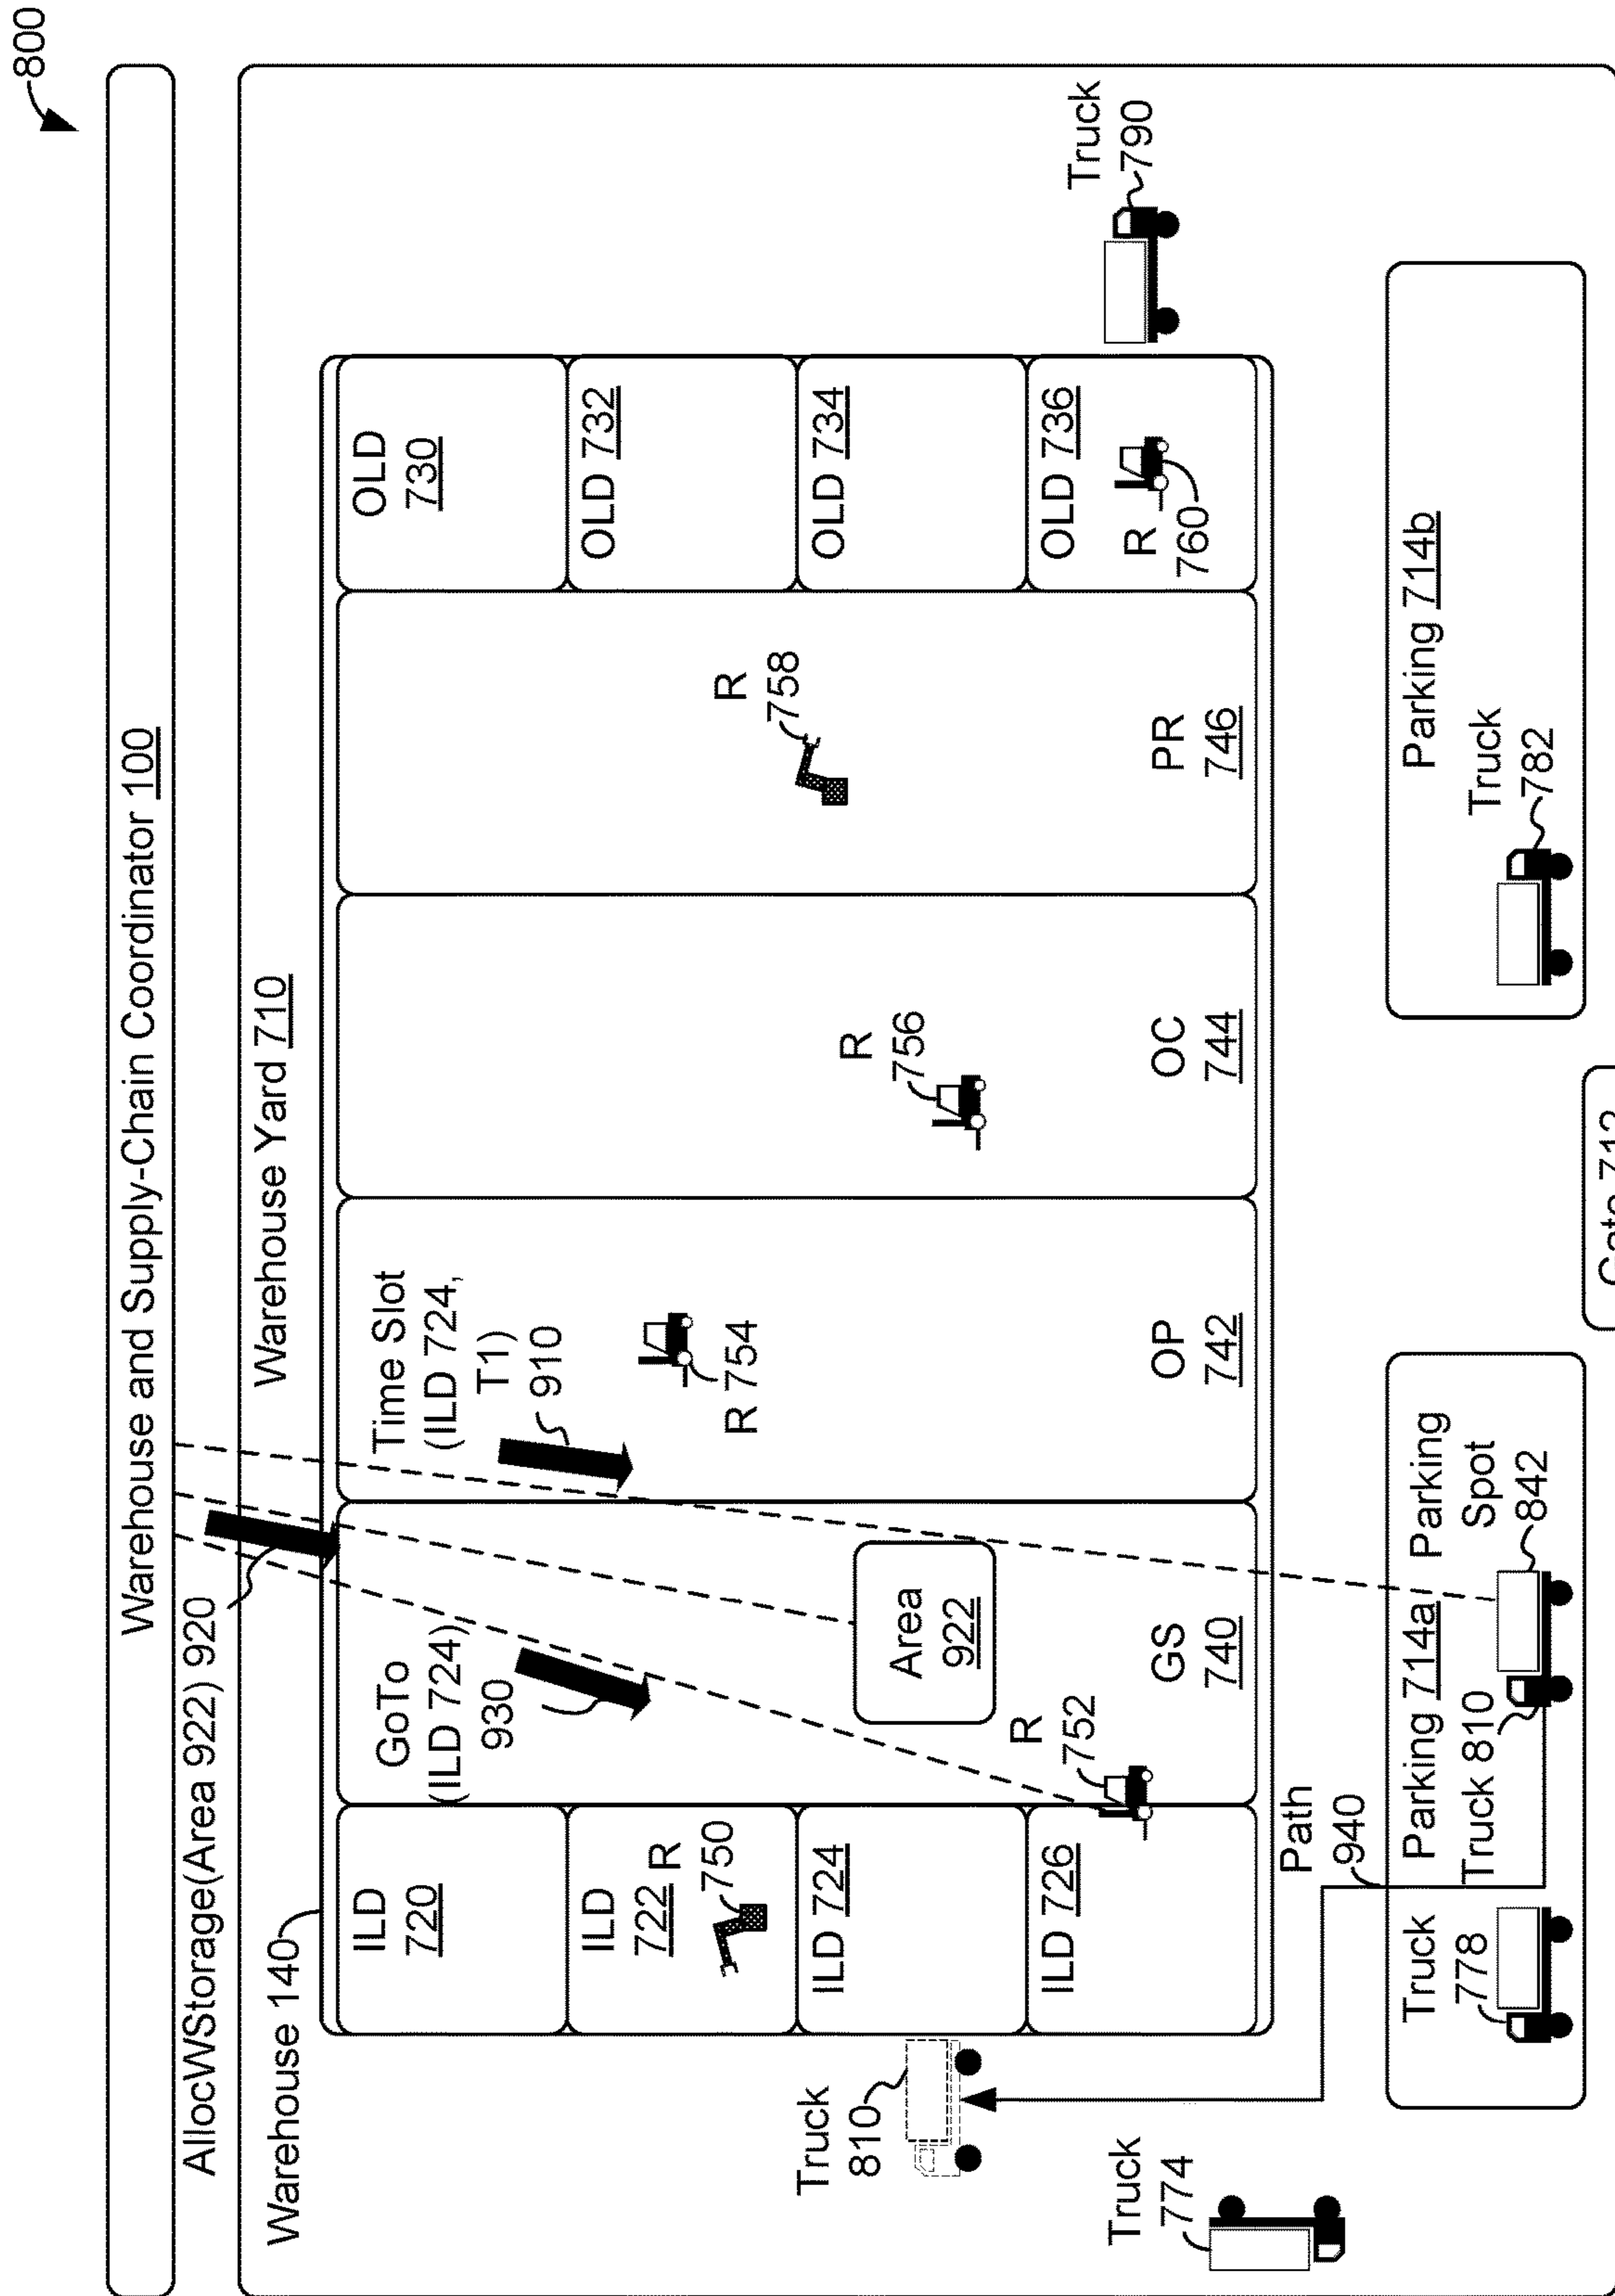 800
Warehouse and Supply-Chain Coordinator 100
AllocWStorage(Area 922) 920
Warehouse Yard 710
Warehouse 140
ILD
720
GoTo
(ILD 724)
930
Time Slot
(ILD 724,
T1)
910
OLD
730
ILD
722
R
750
R 754
R
758
OLD 732
ILD 724
Area
922
R
756
OLD 734
ILD 726
R
752
GS
740
OP
742
OC
744
PR
746
OLD 736
R
760
Truck
810
Truck
774
Truck
790
Path
940
Parking 714a
Parking
Spot
842
Truck 810
Truck
778
Parking 714b
Truck
782